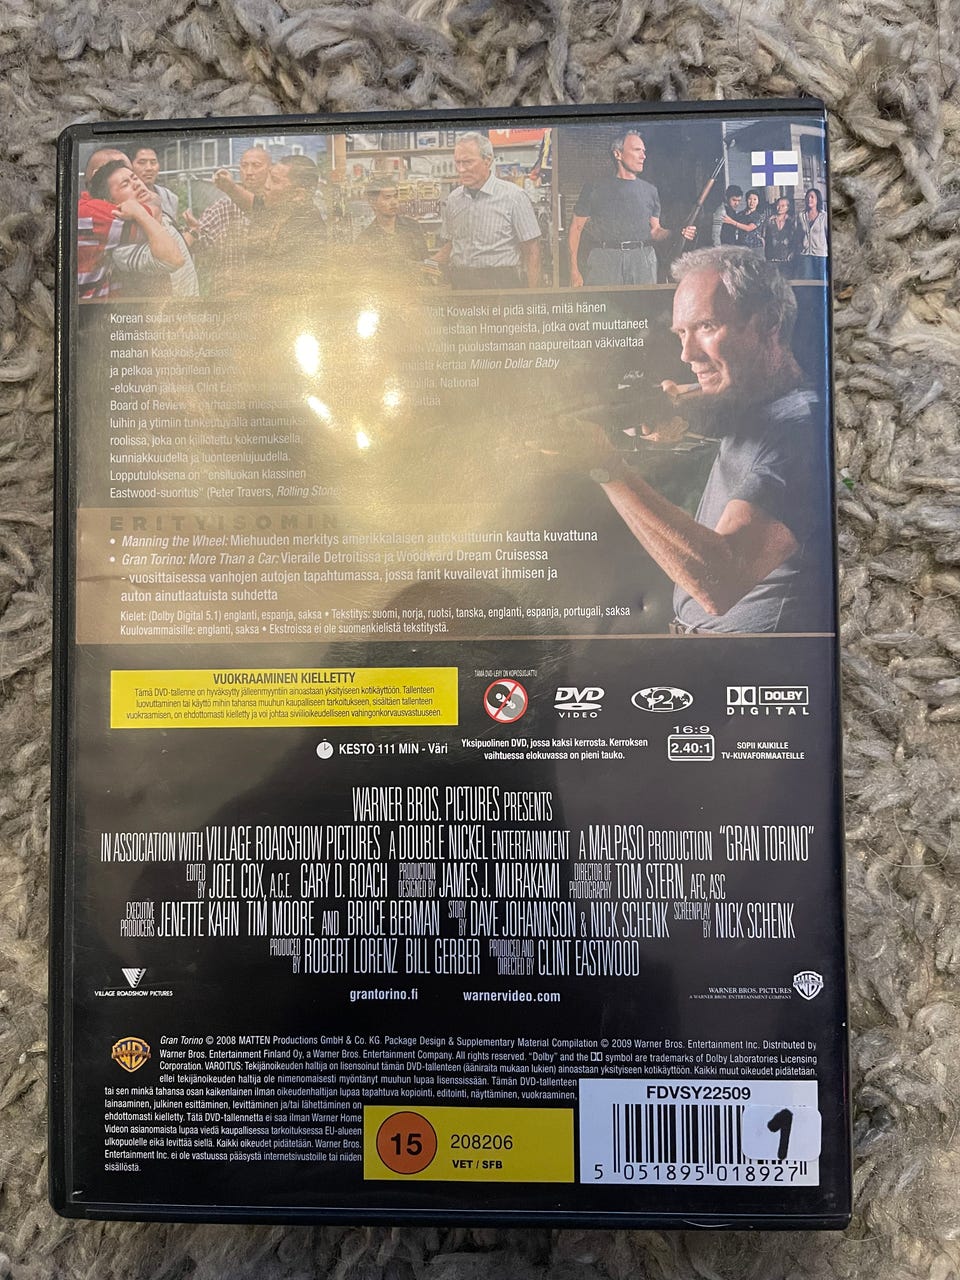 Korean sodan veteraani ja
Walt Kowalski ei pidä siitä, mitä hänen
elämästään tai
Hmongeista, jotka ovat muuttaneet
maahan Kaakkois-Aasiasta
Waltin puolustamaan naapureitaan väkivaltaa
ja pelkoa ympärilleen
kertaa Million Dollar Baby
-elokuvan jälkeen Clint
National
Board of Review
luihin ja ytimiin tunkeutuvalla antaumuksella
roolissa, joka on kiillotettu kokemuksella,
kunniakkuudella ja luonteenlujuudella.
Lopputuloksena on "ensiluokan klassinen
Eastwood-suoritus" (Peter Travers, Rolling Stone
ERITYISOMIN
• Manning the Wheel: Miehuuden merkitys amerikkalaisen autokulttuurin kautta kuvattuna
• Gran Torino: More Than a Car: Vieraile Detroitissa ja Woodward Dream Cruisessa
- vuosittaisessa vanhojen autojen tapahtumassa, jossa fanit kuvailevat ihmisen ja
auton ainutlaatuista suhdetta
Kielet: (Dolby Digital 5.1) englanti, espanja, saksa • Tekstitys: suomi, norja, ruotsi, tanska, englanti, espanja, portugali, saksa
Kuulovammaisille: englanti, saksa • Ekstroissa ei ole suomenkielistä tekstitystä.
VUOKRAAMINEN KIELLETTY
Tämä DVD-tallenne on hyväksytty jälleenmyyntiin ainoastaan yksityiseen kotikäyttöön. Tallenteen
luovuttaminen tai käyttö mihin tahansa muuhun kaupalliseen tarkoitukseen, sisältäen tallenteen
vuokraamisen, on ehdottomasti kielletty ja voi johtaa siviilioikeudelliseen vahingonkorvausvastuuseen.
TÄMÄ DVD-LEVY ON KOPIOSUOJATTU
DVD
VIDEO
2
DOLBY
DIGITAL
KESTO 111 MIN - Väri
Yksipuolinen DVD, jossa kaksi kerrosta. Kerroksen
vaihtuessa elokuvassa on pieni tauko.
16:9
2.40:1
SOPII KAIKILLE
TV-KUVAFORMAATEILLE
WARNER BROS. PICTURES PRESENTS
IN ASSOCIATION WITH VILLAGE ROADSHOW PICTURES A DOUBLE NICKEL ENTERTAINMENT A MALPASO PRODUCTION "GRAN TORINO"
EDITED BY JOEL COX, A.C.E. GARY D. ROACH PRODUCTION DESIGNED BY JAMES J. MURAKAMI DIRECTOR OF PHOTOGRAPHY TOM STERN, AFC, ASC
EXECUTIVE PRODUCERS JENETTE KAHN TIM MOORE AND BRUCE BERMAN STORY BY DAVE JOHANNSON & NICK SCHENK SCREENPLAY BY NICK SCHENK
PRODUCED BY ROBERT LORENZ BILL GERBER PRODUCED AND DIRECTED BY CLINT EASTWOOD
VILLAGE ROADSHOW PICTURES
grantorino.fi
warnervideo.com
WARNER BROS. PICTURES
A WARNER BROS. ENTERTAINMENT COMPANY
Gran Torino © 2008 MATTEN Productions GmbH & Co. KG. Package Design & Supplementary Material Compilation © 2009 Warner Bros. Entertainment Inc. Distributed by
Warner Bros. Entertainment Finland Oy, a Warner Bros. Entertainment Company. All rights reserved. "Dolby" and the DD symbol are trademarks of Dolby Laboratories Licensing
Corporation. VAROITUS: Tekijänoikeuden haltija on lisensoinut tämän DVD-tallenteen (ääniraita mukaan lukien) ainoastaan yksityiseen kotikäyttöön. Kaikki muut oikeudet pidätetään,
ellei tekijänoikeuden haltija ole nimenomaisesti myöntänyt muuhun lupaa lisenssissään. Tämän DVD-tallenteen
tai sen minkä tahansa osan kaikenlainen ilman oikeudenhaltijan lupaa tapahtuva kopiointi, editointi, näyttäminen, vuokraaminen,
lainaaminen, julkinen esittäminen, levittäminen ja/tai lähettäminen on
ehdottomasti kielletty. Tätä DVD-tallennetta ei saa ilman Warner Home
Videon asianomaista lupaa viedä kaupallisessa tarkoituksessa EU-alueen
ulkopuolelle eikä levittää siellä. Kaikki oikeudet pidätetään. Warner Bros.
Entertainment Inc. ei ole vastuussa pääsystä internetsivustoille tai niiden
sisällöstä.
15
208206
VET / SFB
FDVSY22509
1
5 051895 018927